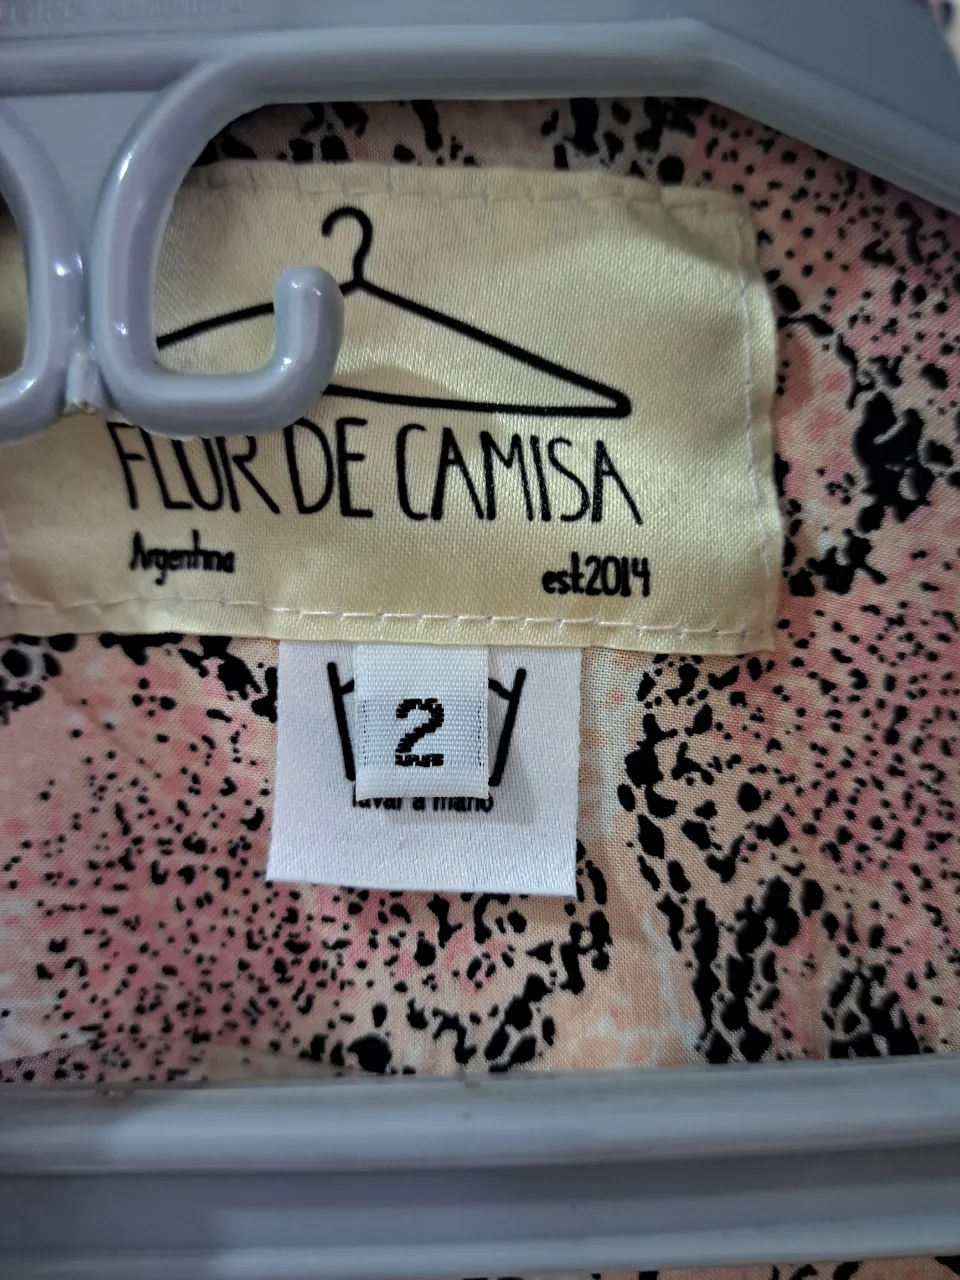 FLOR DE CAMISA
Argentina
est2014
2
lavar a mano